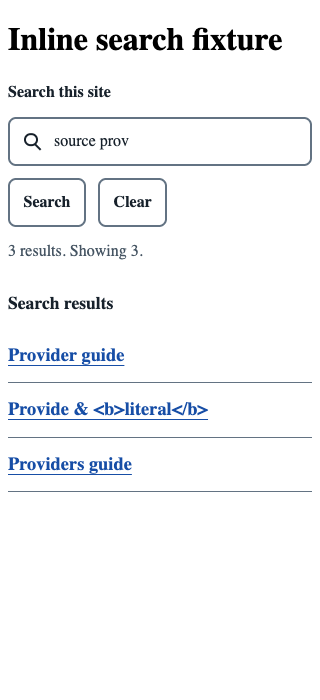 Inline search fixture
Search this site
source prov
Search Clear
3 results. Showing 3.
Search results
Provider guide
Provide & <b>literal</b>
Providers guide